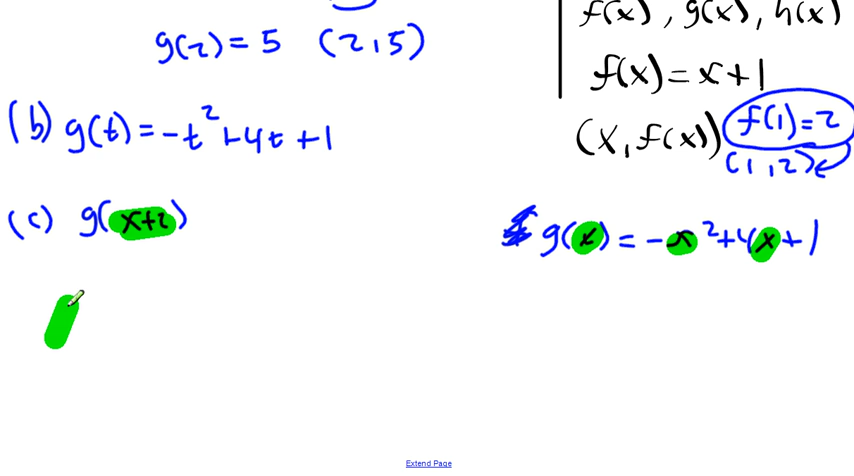 f(x), g(x), h(x)
g(2) = 5 (2,5)
f(x) = x+1
(b) g(t) = -t² +4t +1
(x, f(x)) f(1)=2
(1,2)
(c) g(x+2)
g(x) = -x² +4x +1
Extend Page